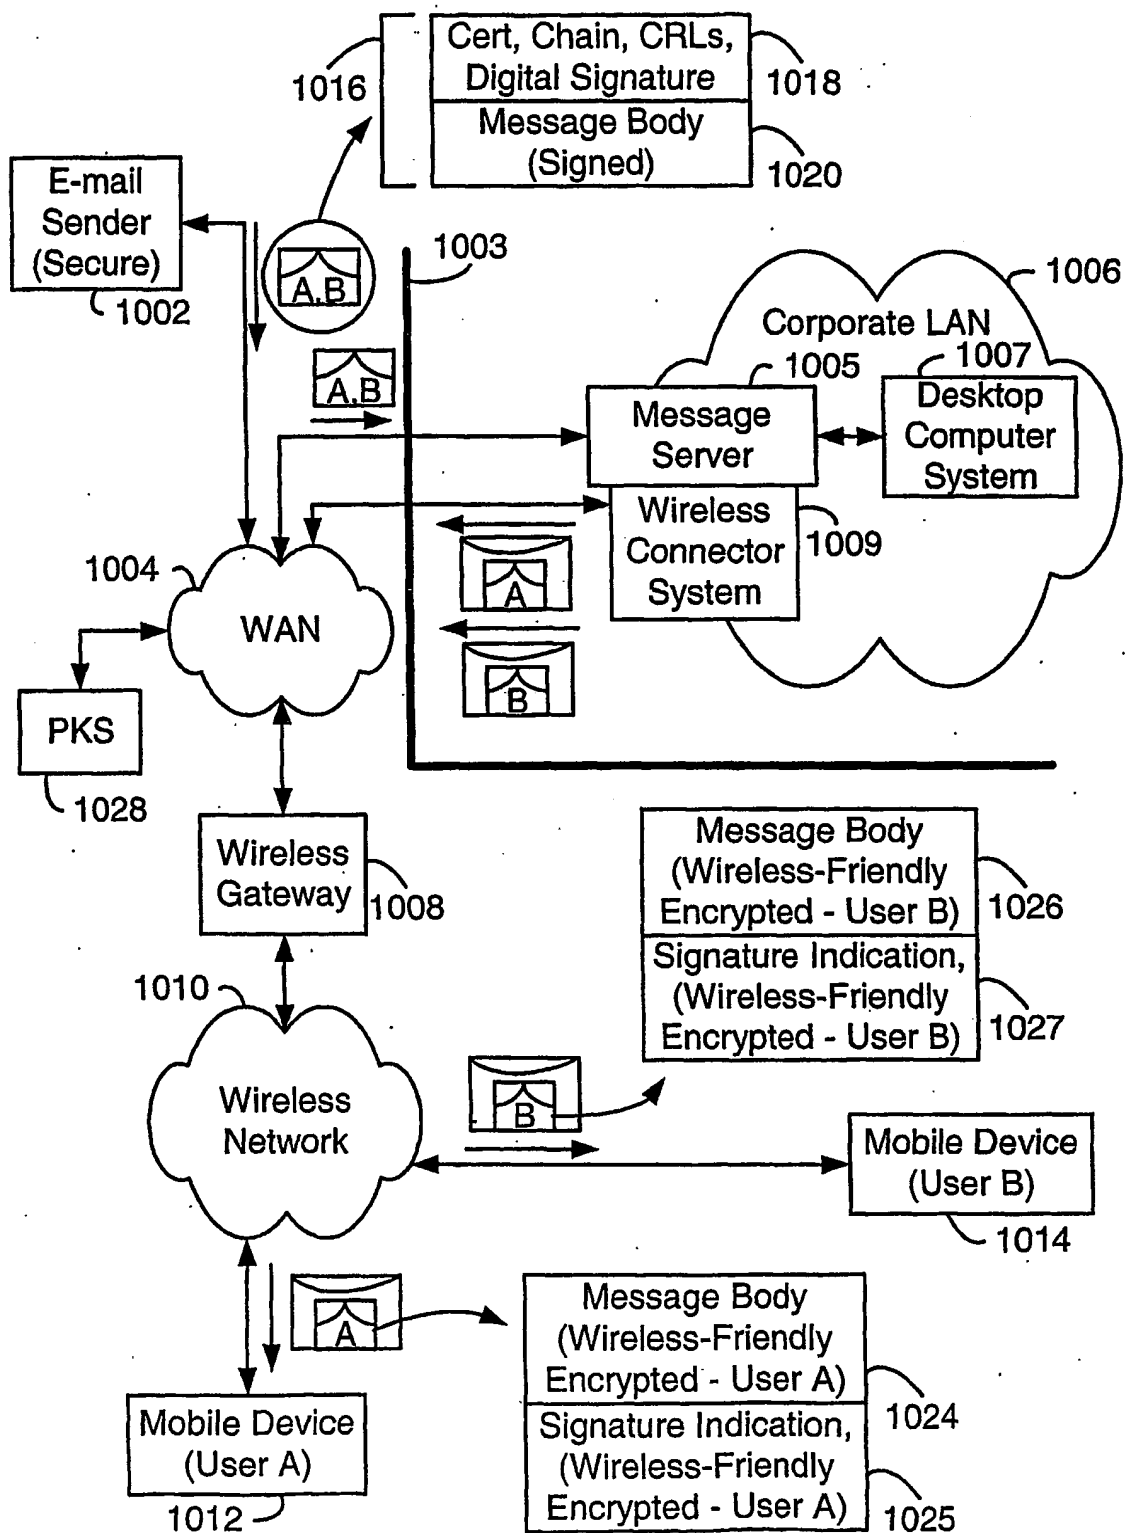 Cert, Chain, CRLs,
Digital Signature
1016
1018
Message Body
(Signed)
1020
E-mail
Sender
(Secure)
1002
A,B
1003
1006
Corporate LAN
A,B
1005
1007
Message
Server
Desktop
Computer
System
Wireless
Connector
System
1009
A
B
1004
WAN
PKS
1028
Wireless
Gateway
1008
Message Body
(Wireless-Friendly
Encrypted - User B)
1026
Signature Indication,
(Wireless-Friendly
Encrypted - User B)
1027
1010
Wireless
Network
B
Mobile Device
(User B)
1014
A
Message Body
(Wireless-Friendly
Encrypted - User A)
1024
Signature Indication,
(Wireless-Friendly
Encrypted - User A)
1025
Mobile Device
(User A)
1012